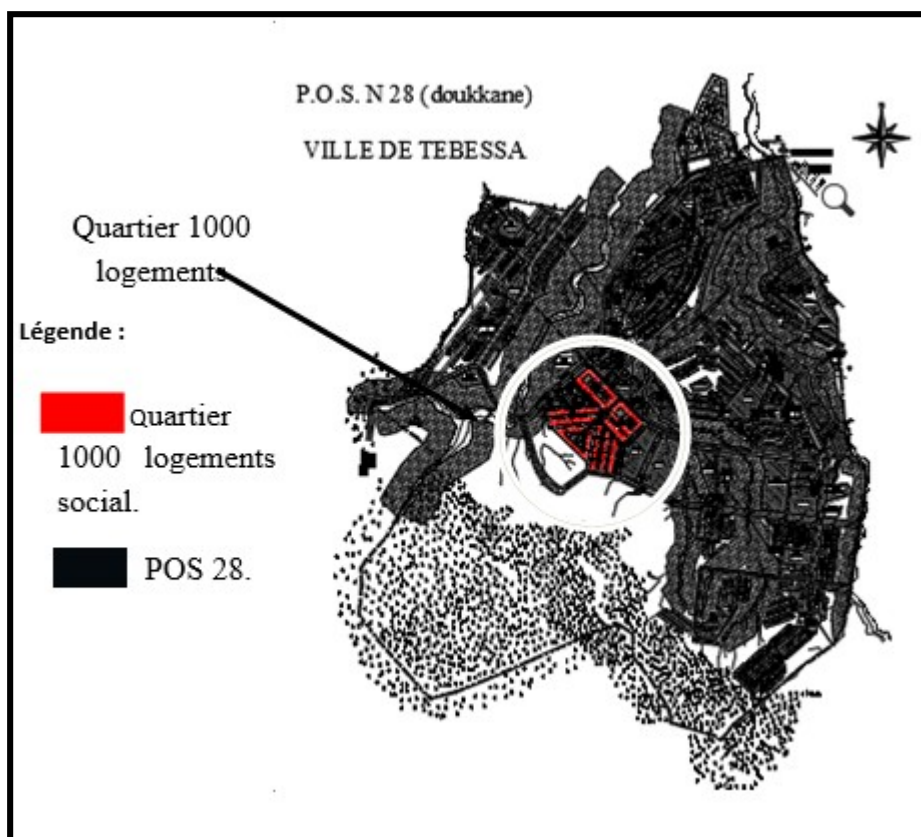 P.O.S. N 28 (doukkane)
VILLE DE TEBESSA
Quartier 1000
logements
Légende :
Quartier
1000 logements
social.
POS 28.